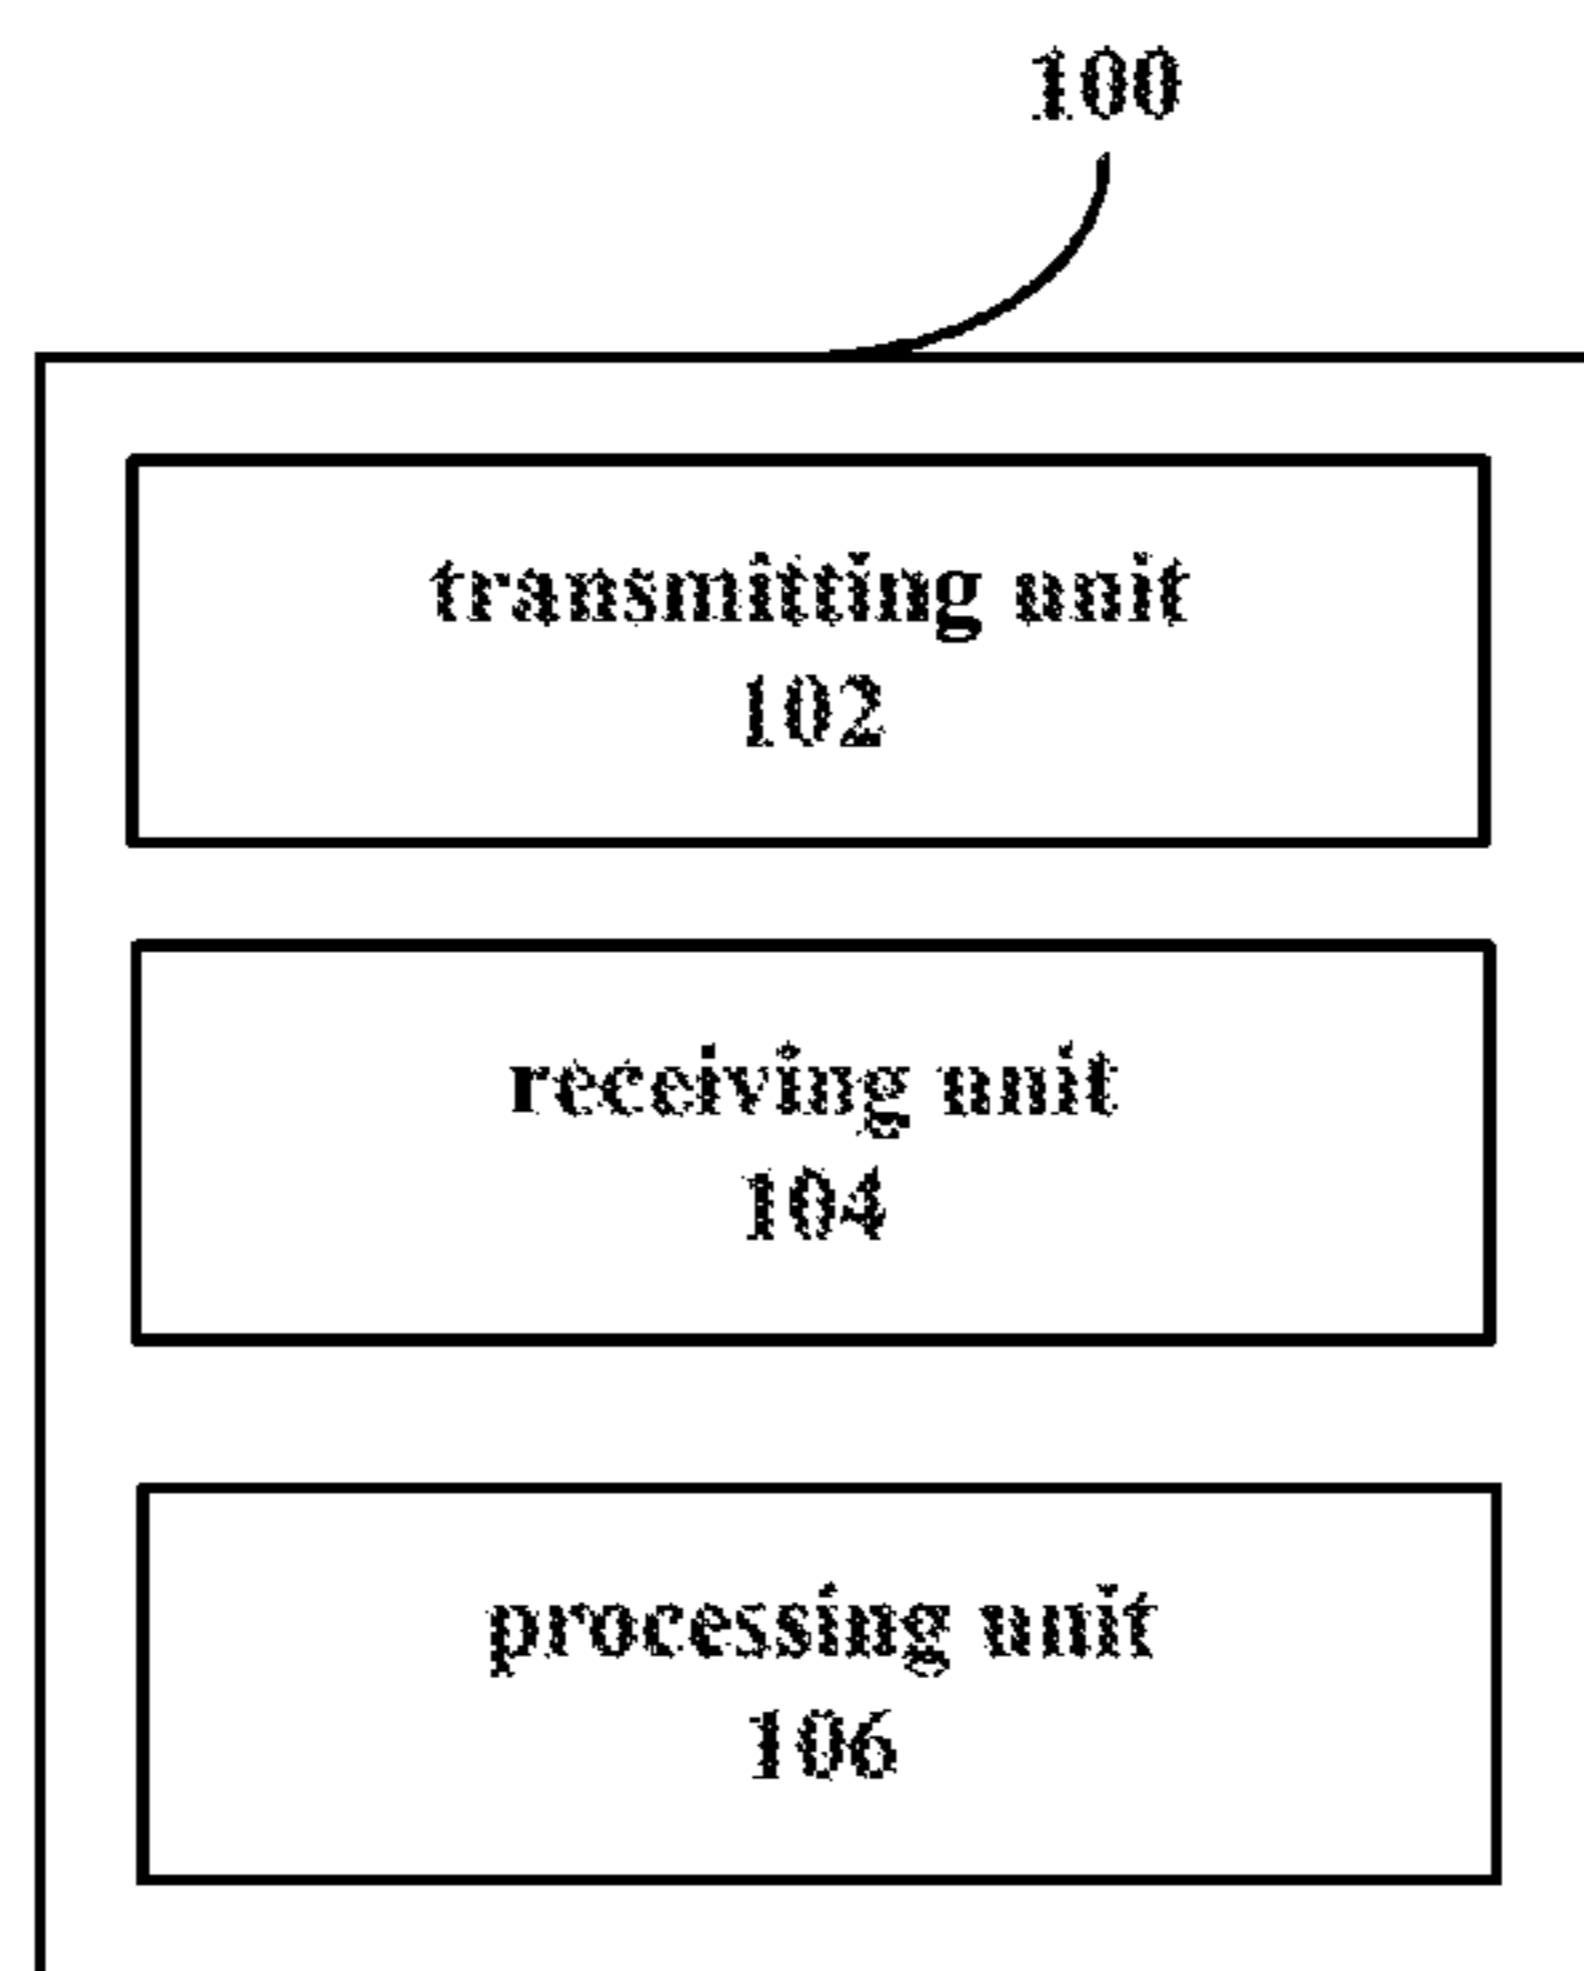 100
transmitting unit
102
receiving unit
104
processing unit
106